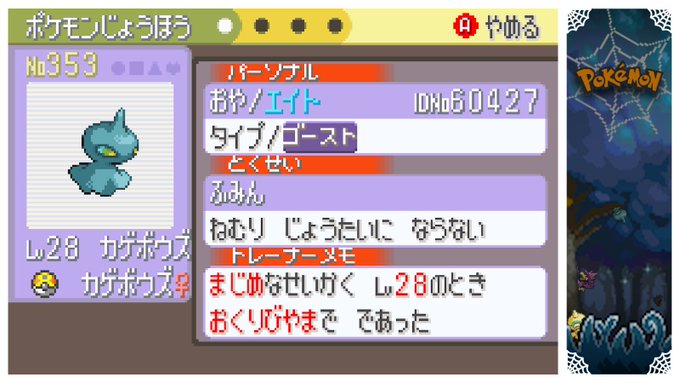 ポケモンじょうほう
Aやめる
No353
パーソナル
おや/エイト IDNo60427
タイプ/ゴースト
とくせい
ふみん
ねむり じょうたいに ならない
Lv28 カゲボウズ
カゲボウズ♀
トレーナーメモ
まじめなせいかく Lv28のとき
おくりびやまで であった
POKéMON